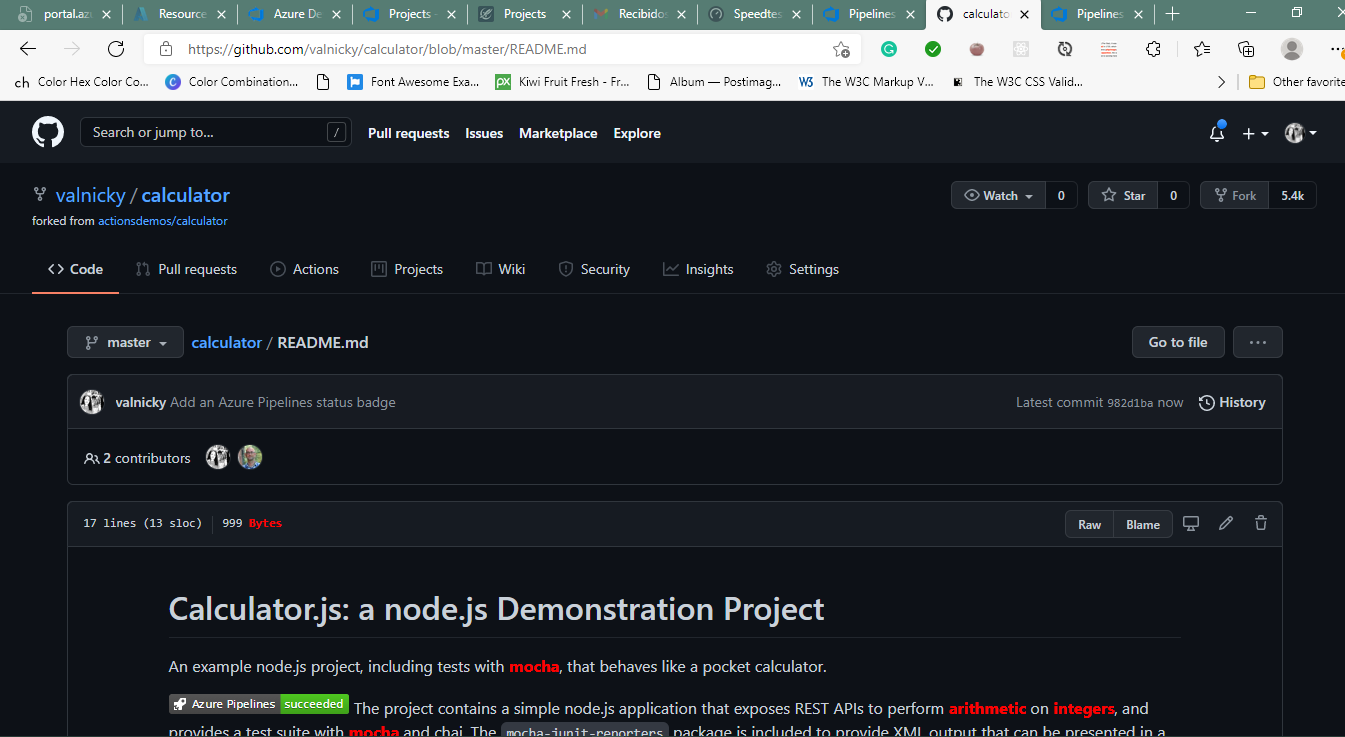 portal.az
Resource
Azure De
Projects -
Projects
Recibidos
Speedtes
Pipelines
calculato
Pipelines
https://github.com/valnicky/calculator/blob/master/README.md
ch Color Hex Color Co...
C Color Combination...
Font Awesome Exa...
px Kiwi Fruit Fresh - Fr...
Album — Postimag...
W3 The W3C Markup V...
The W3C CSS Valid...
Other favorite
Search or jump to... /
Pull requests Issues Marketplace Explore
valnicky / calculator
Watch 0 Star 0 Fork 5.4k
forked from actionsdemos/calculator
Code Pull requests Actions Projects Wiki Security Insights Settings
master calculator / README.md Go to file ...
valnicky Add an Azure Pipelines status badge Latest commit 982d1ba now History
2 contributors
17 lines (13 sloc) 999 Bytes Raw Blame
Calculator.js: a node.js Demonstration Project
An example node.js project, including tests with mocha, that behaves like a pocket calculator.
Azure Pipelines succeeded The project contains a simple node.js application that exposes REST APIs to perform arithmetic on integers, and
provides a test suite with mocha and chai. The mocha-junit-reporters package is included to provide XML output that can be presented in a